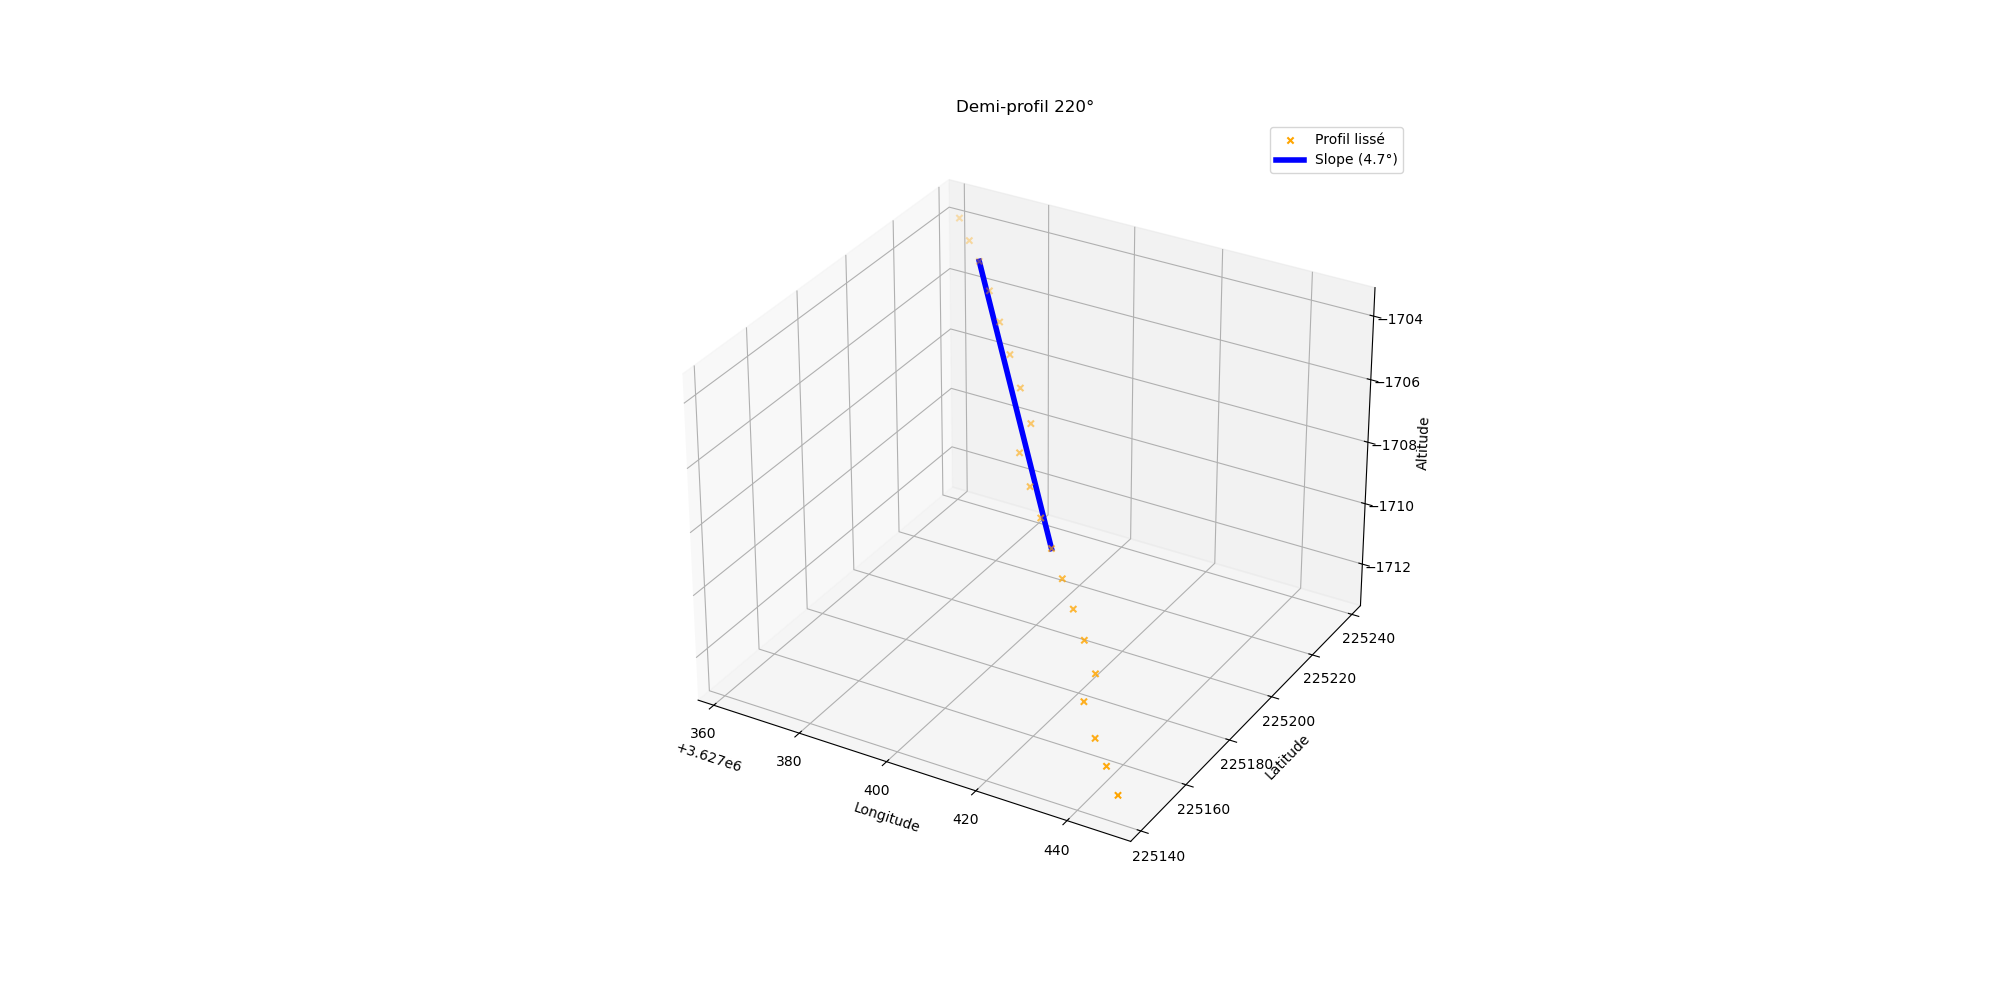 Demi-profil 220°
Profil lissé
Slope (4.7°)
−1704
−1706
−1708
−1710
−1712
Altitude
225240
225220
225200
225180
225160
225140
Latitude
360
380
400
420
440
+3.627e6
Longitude